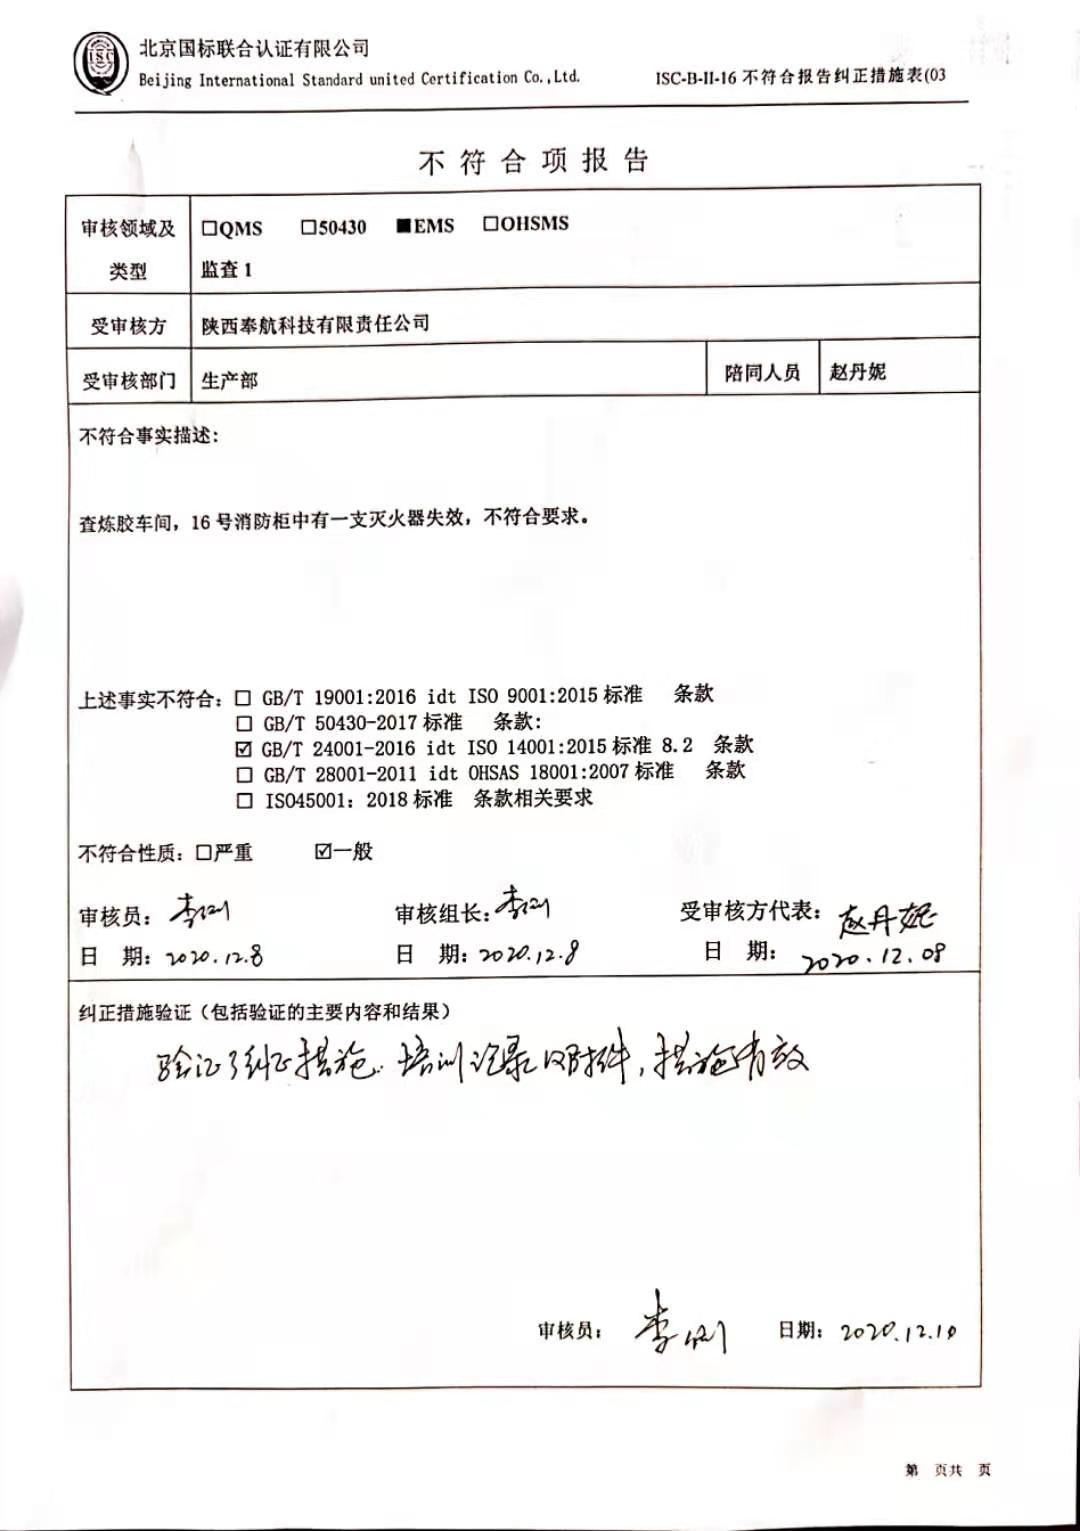 北京国标联合认证有限公司
Beijing International Standard united Certification Co.,Ltd.
ISC-B-II-16 不符合报告纠正措施表(03
不符合项报告
审核领域及类型
□QMS □50430 ■EMS □OHSMS
监查 1
受审核方 陕西奉航科技有限责任公司
受审核部门 生产部 陪同人员 赵丹妮
不符合事实描述:
查炼胶车间，16 号消防柜中有一支灭火器失效，不符合要求。
上述事实不符合: □ GB/T 19001:2016 idt ISO 9001:2015 标准 条款
□ GB/T 50430-2017 标准 条款:
☑ GB/T 24001-2016 idt ISO 14001:2015 标准 8.2 条款
□ GB/T 28001-2011 idt OHSAS 18001:2007 标准 条款
□ ISO45001: 2018 标准 条款相关要求
不符合性质: □严重 ☑一般
审核员: 审核组长: 受审核方代表: 赵丹妮
日 期: 2020.12.8 日 期: 2020.12.8 日 期: 2020.12.08
纠正措施验证（包括验证的主要内容和结果）
验证了纠正措施.培训记录及附件,措施有效
审核员: 日期: 2020.12.10
第 页共 页